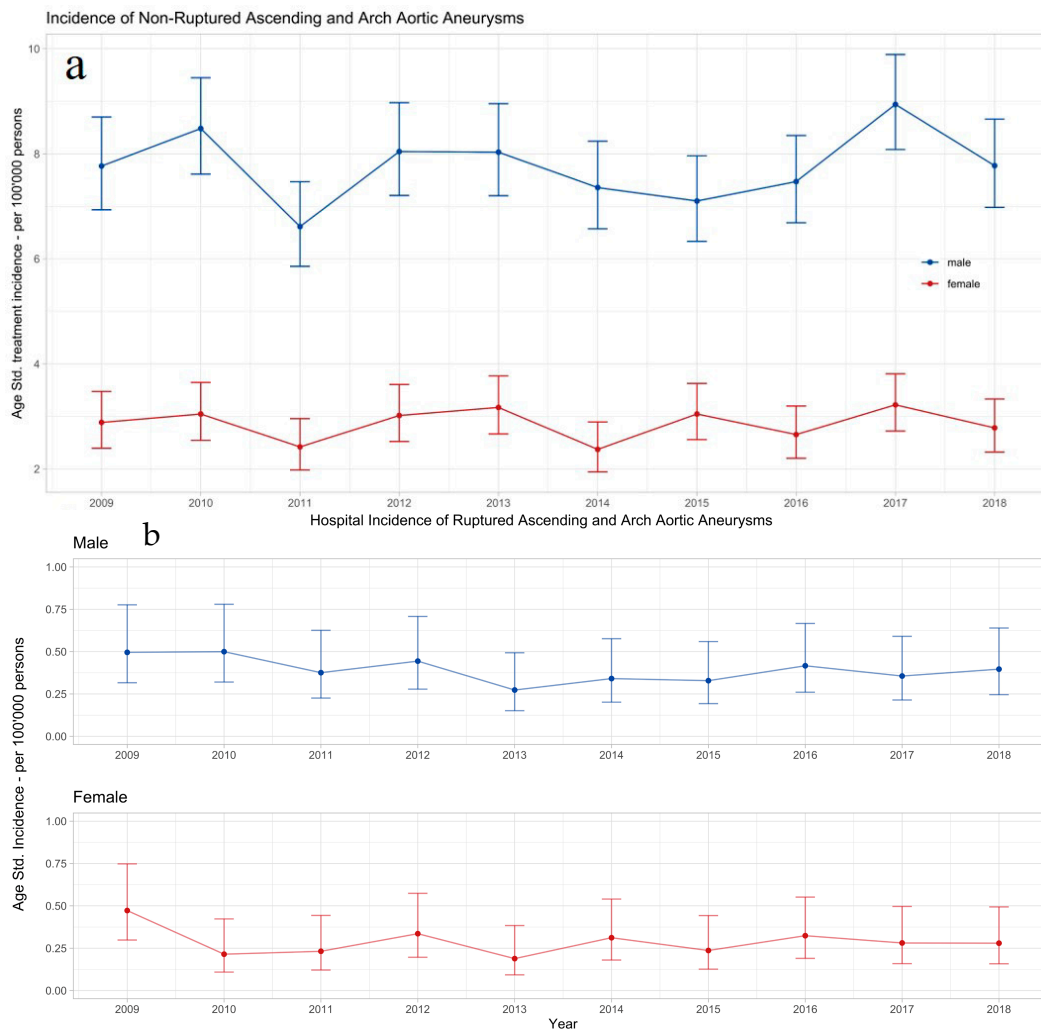 Incidence of Non-Ruptured Ascending and Arch Aortic Aneurysms
a
Age Std. treatment incidence - per 100'000 persons
10
8
6
4
2
male
female
2009 2010 2011 2012 2013 2014 2015 2016 2017 2018
Hospital Incidence of Ruptured Ascending and Arch Aortic Aneurysms
b
Male
Age Std. Incidence - per 100'000 persons
1.00
0.75
0.50
0.25
0.00
2009 2010 2011 2012 2013 2014 2015 2016 2017 2018
Female
1.00
0.75
0.50
0.25
0.00
2009 2010 2011 2012 2013 2014 2015 2016 2017 2018
Year